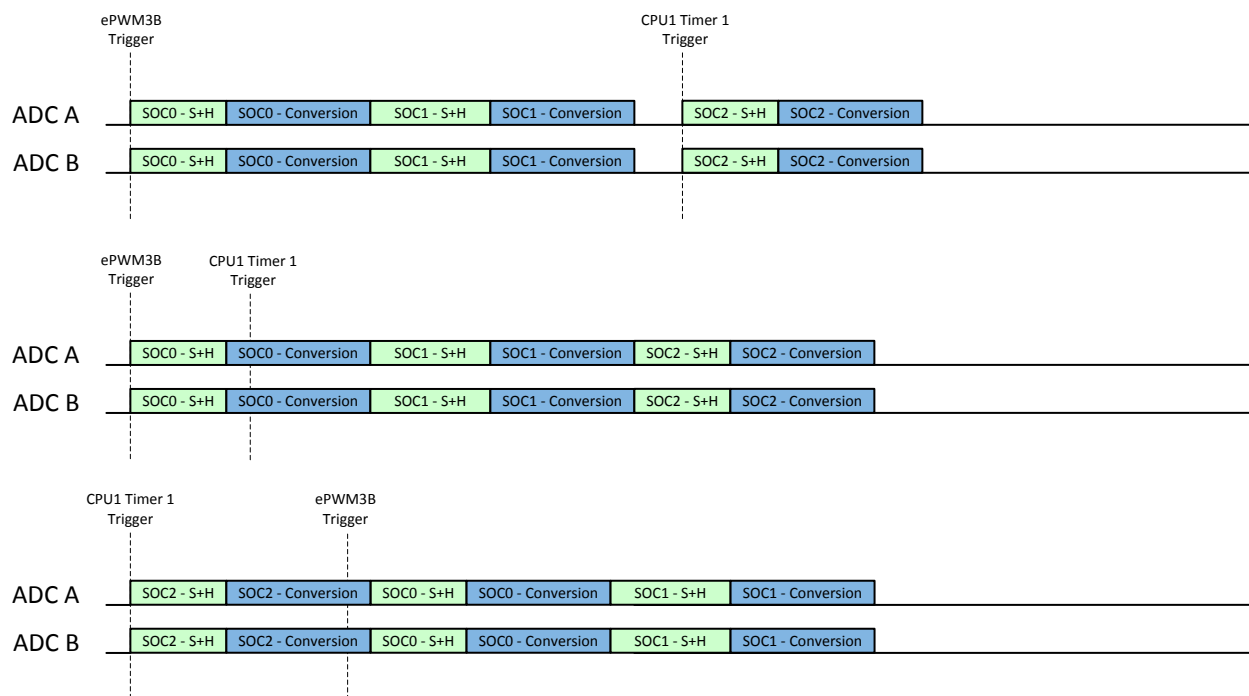 ePWM3B
Trigger
CPU1 Timer 1
Trigger
ADC A
SOC0 - S+H
SOC0 - Conversion
SOC1 - S+H
SOC1 - Conversion
SOC2 - S+H
SOC2 - Conversion
ADC B
SOC0 - S+H
SOC0 - Conversion
SOC1 - S+H
SOC1 - Conversion
SOC2 - S+H
SOC2 - Conversion
ePWM3B
Trigger
CPU1 Timer 1
Trigger
ADC A
SOC0 - S+H
SOC0 - Conversion
SOC1 - S+H
SOC1 - Conversion
SOC2 - S+H
SOC2 - Conversion
ADC B
SOC0 - S+H
SOC0 - Conversion
SOC1 - S+H
SOC1 - Conversion
SOC2 - S+H
SOC2 - Conversion
CPU1 Timer 1
Trigger
ePWM3B
Trigger
ADC A
SOC2 - S+H
SOC2 - Conversion
SOC0 - S+H
SOC0 - Conversion
SOC1 - S+H
SOC1 - Conversion
ADC B
SOC2 - S+H
SOC2 - Conversion
SOC0 - S+H
SOC0 - Conversion
SOC1 - S+H
SOC1 - Conversion